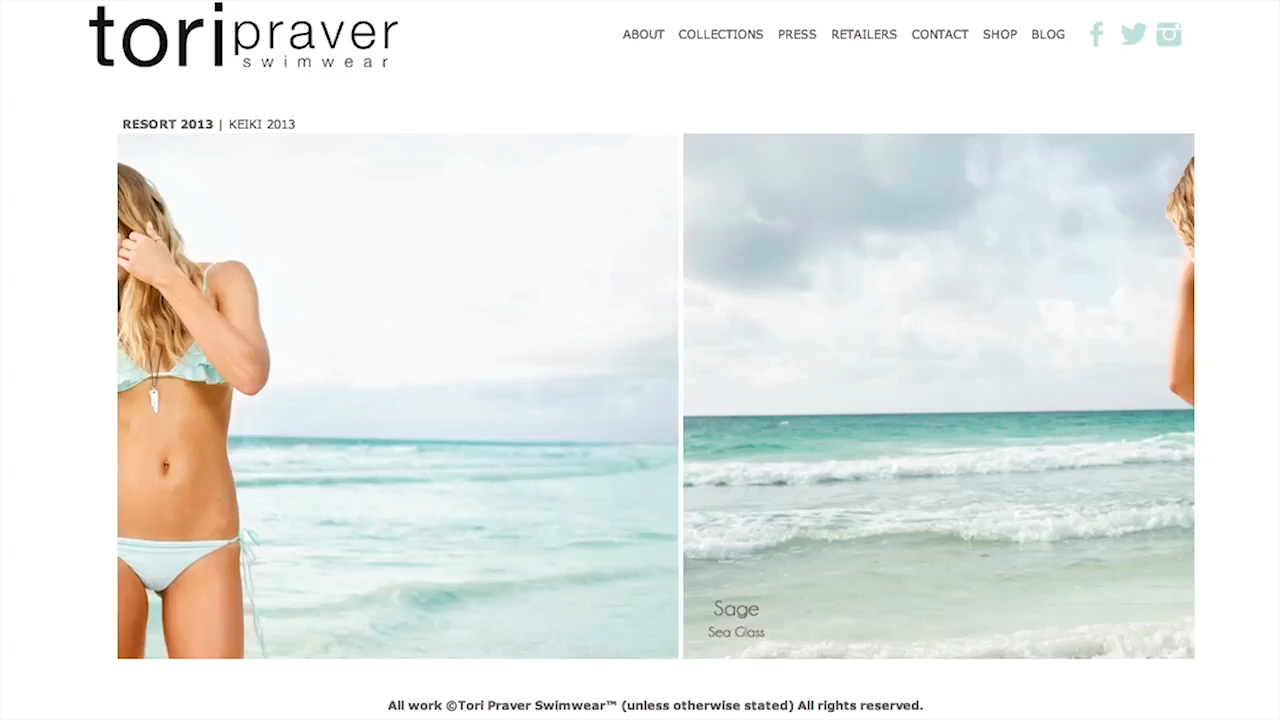 tori praver
swimwear
ABOUT COLLECTIONS PRESS RETAILERS CONTACT SHOP BLOG
RESORT 2013 | KEIKI 2013
Sage
Sea Glass
All work ©Tori Praver Swimwear™ (unless otherwise stated) All rights reserved.